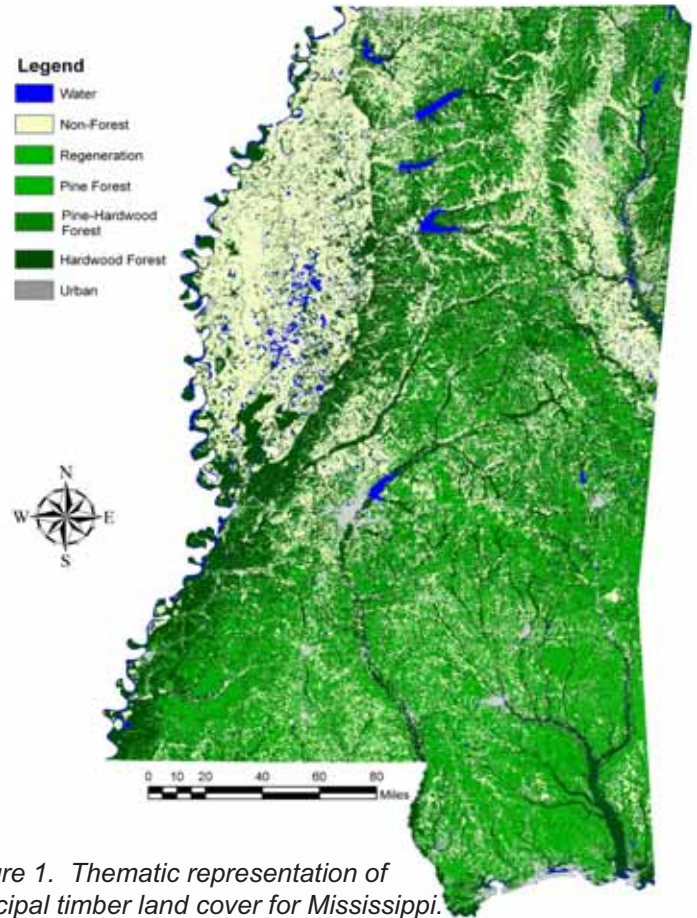 Legend
Water
Non-Forest
Regeneration
Pine Forest
Pine-Hardwood
Forest
Hardwood Forest
Urban
N
W E
S
0 10 20 40 60 80
Miles
1. Thematic representation of
timber land cover for Mississippi.